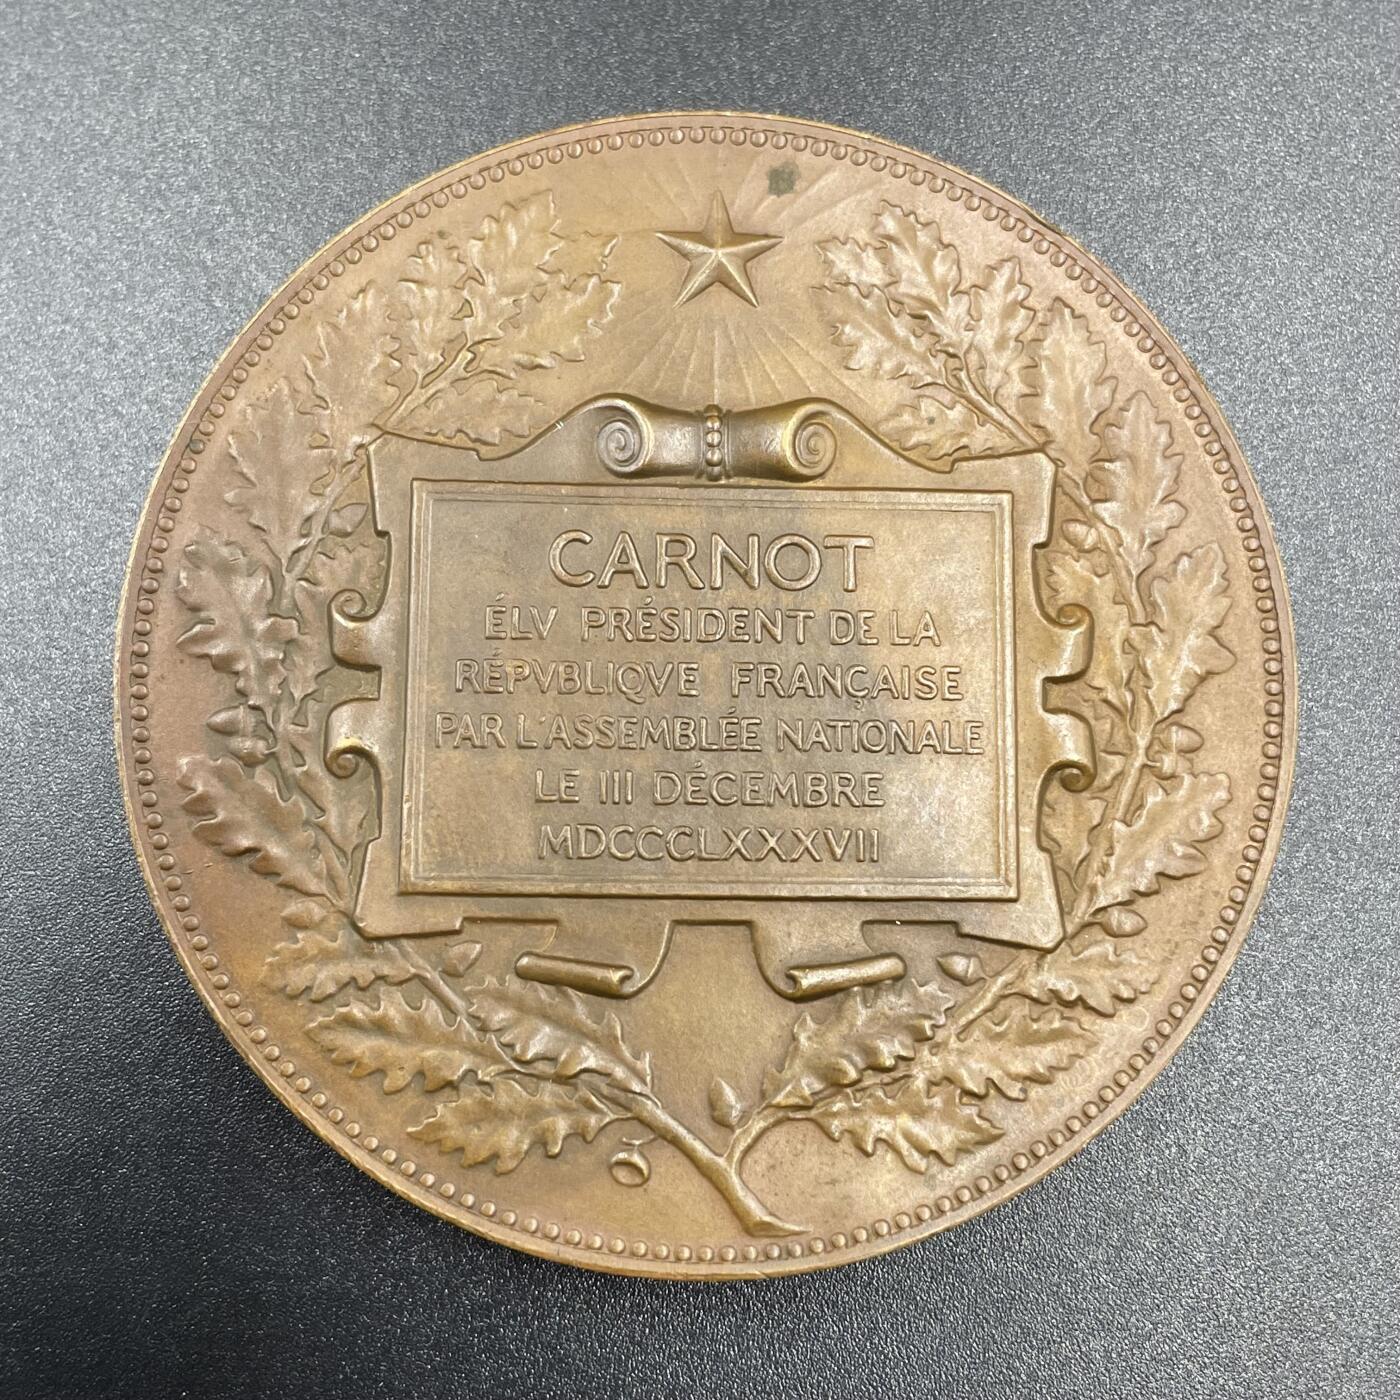 CARNOT
ÉLV PRÉSIDENT DE LA
RÉPVBLIQVE FRANÇAISE
PAR L'ASSEMBLÉE NATIONALE
LE III DÉCEMBRE
MDCCCLXXXVII